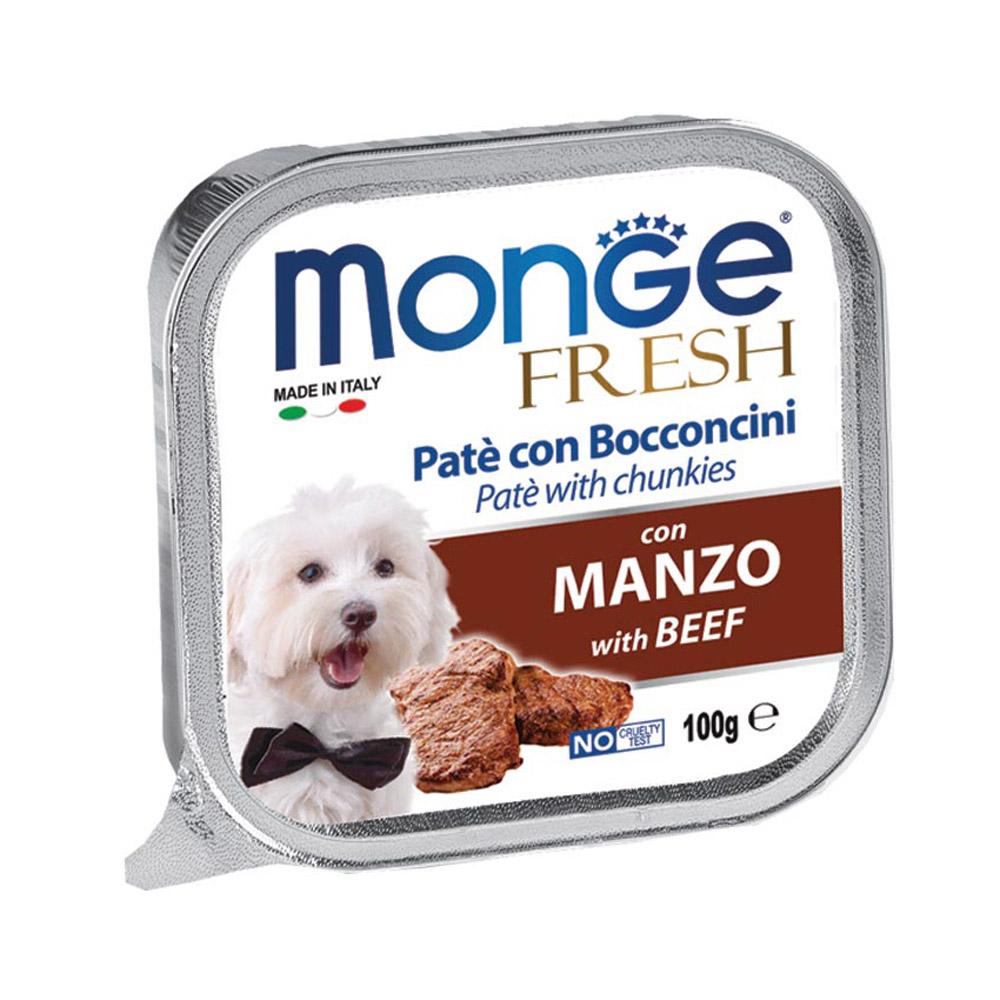 monGe®
FRESH
MADE IN ITALY
Patè con Bocconcini
Patè with chunkies
con
MANZO
with BEEF
NO CRUELTY TEST
100g ℮